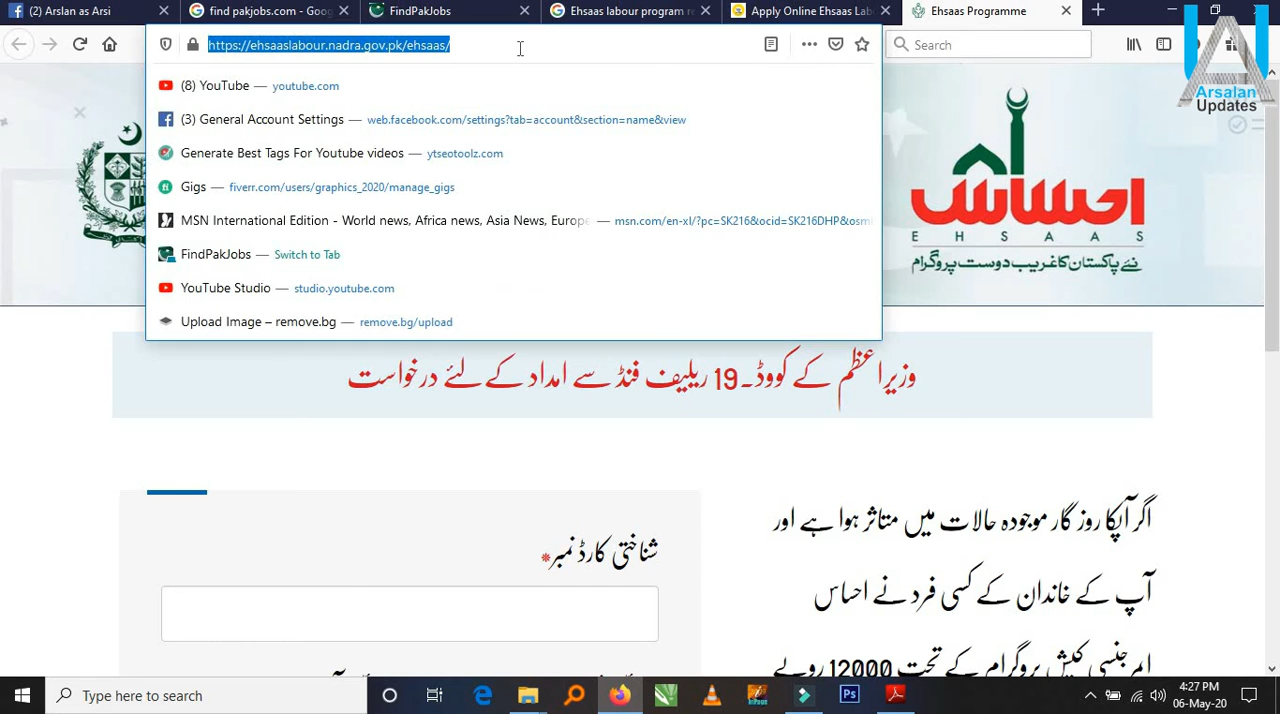 (2) Arslan as Arsi
find pakjobs.com - Goog
FindPakJobs
Ehsaas labour program re
Apply Online Ehsaas Lab
Ehsaas Programme
https://ehsaaslabour.nadra.gov.pk/ehsaas/
Search
(8) YouTube — youtube.com
(3) General Account Settings — web.facebook.com/settings?tab=account&section=name&view
Generate Best Tags For Youtube videos — ytseotoolz.com
Gigs — fiverr.com/users/graphics_2020/manage_gigs
MSN International Edition - World news, Africa news, Asia News, Europe — msn.com/en-xl/?pc=SK216&ocid=SK216DHP&osm
FindPakJobs — Switch to Tab
YouTube Studio — studio.youtube.com
Upload Image – remove.bg — remove.bg/upload
Arsalan
Updates
احساس
EHSAAS
نئے پاکستان کا غریب دوست پروگرام
وزیراعظم کے کووڈ۔19 ریلیف فنڈ سے امداد کے لئے درخواست
شناختی کارڈ نمبر*
اگر آپکا روزگار موجودہ حالات میں متاثر ہوا ہے اور
آپ کے خاندان کے کسی فرد نے احساس
ایمرجنسی کیش پروگرام کے تحت 12000 روپے
Type here to search
Ps
4:27 PM
06-May-20